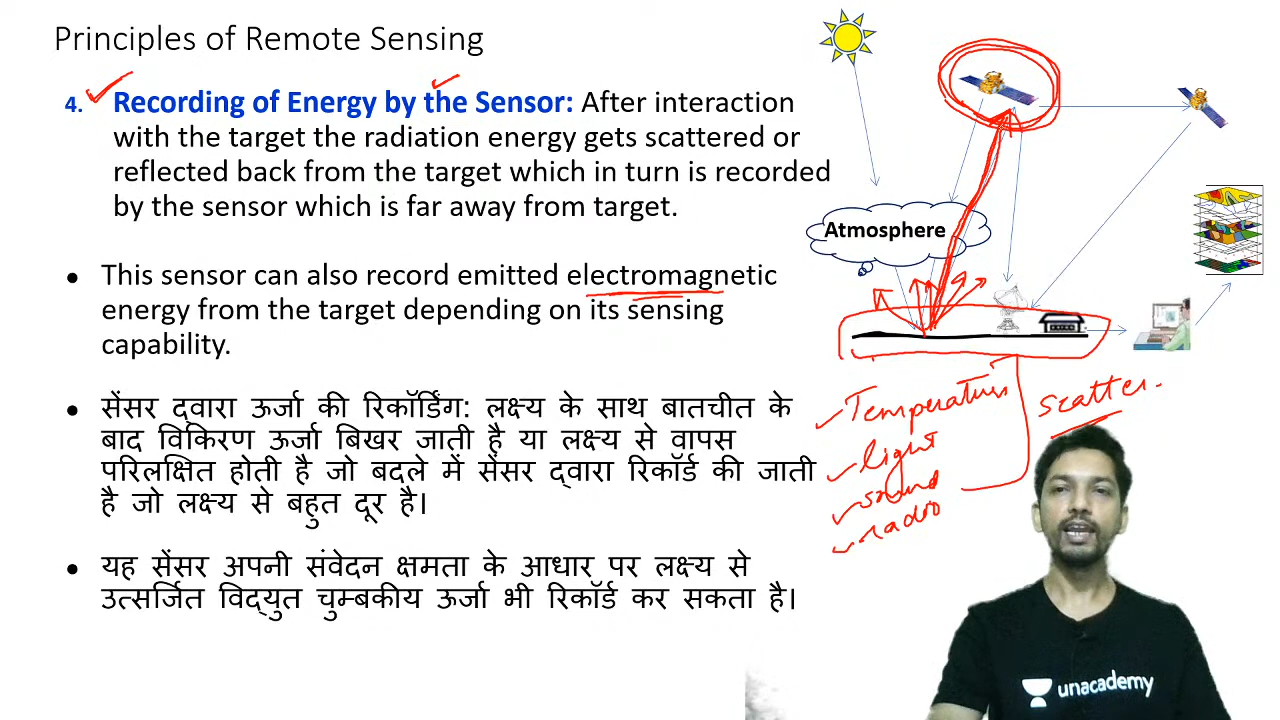 Principles of Remote Sensing
4. Recording of Energy by the Sensor: After interaction
with the target the radiation energy gets scattered or
reflected back from the target which in turn is recorded
by the sensor which is far away from target.
• This sensor can also record emitted electromagnetic
energy from the target depending on its sensing
capability.
• सेंसर द्वारा ऊर्जा की रिकॉर्डिंग: लक्ष्य के साथ बातचीत के
बाद विकिरण ऊर्जा बिखर जाती है या लक्ष्य से वापस
परिलक्षित होती है जो बदले में सेंसर द्वारा रिकॉर्ड की जाती
है जो लक्ष्य से बहुत दूर है।
• यह सेंसर अपनी संवेदन क्षमता के आधार पर लक्ष्य से
उत्सर्जित विद्युत चुम्बकीय ऊर्जा भी रिकॉर्ड कर सकता है।
Atmosphere
Temperature
light
sound
radio
scatter.
unacademy